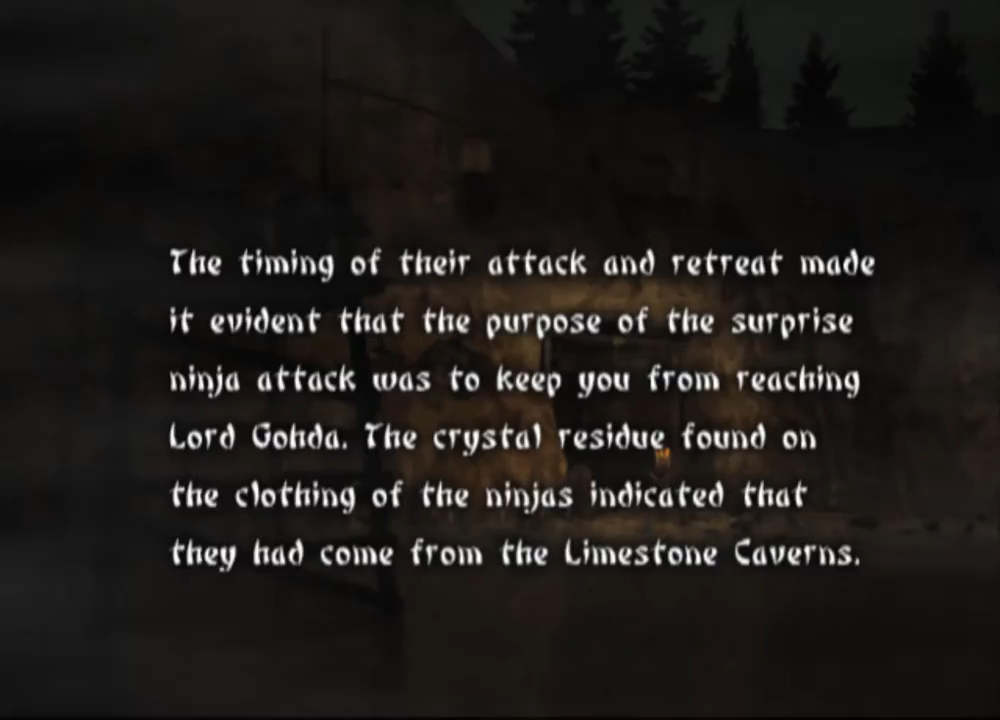 The timing of their attack and retreat made
it evident that the purpose of the surprise
ninja attack was to keep you from reaching
Lord Gohda. The crystal residue found on
the clothing of the ninjas indicated that
they had come from the Limestone Caverns.